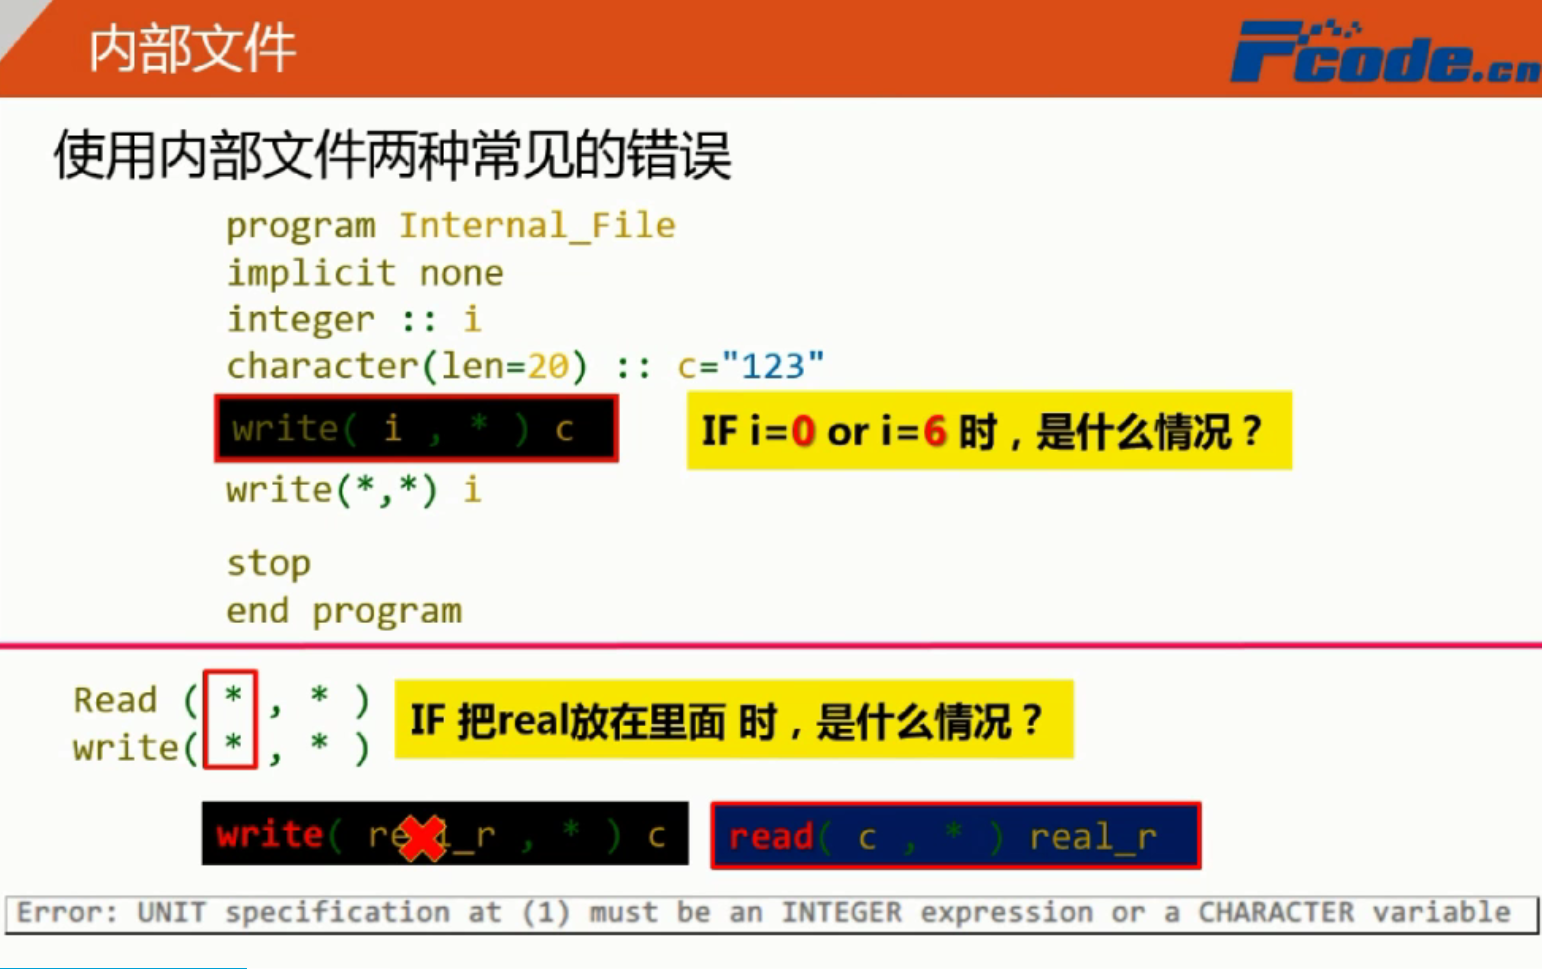 内部文件
Fcode.cn
使用内部文件两种常见的错误
program Internal_File
implicit none
integer :: i
character(len=20) :: c="123"
write( i , * ) c
IF i=0 or i=6 时，是什么情况？
write(*,*) i
stop
end program
Read ( * , * )
write( * , * )
IF 把real放在里面 时，是什么情况？
write( real_r , * ) c
read( c , * ) real_r
Error: UNIT specification at (1) must be an INTEGER expression or a CHARACTER variable